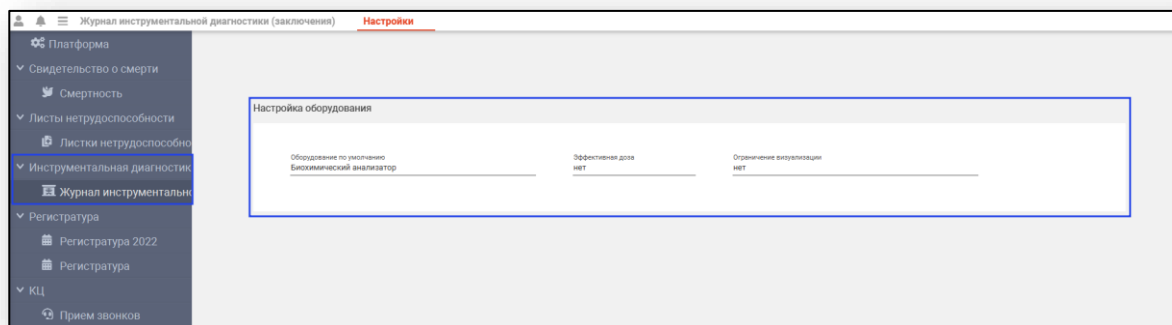 Журнал инструментальной диагностики (заключения) Настройки
Платформа
Свидетельство о смерти
Смертность
Листы нетрудоспособности
Листки нетрудоспособно
Инструментальная диагностик
Журнал инструментально
Регистратура
Регистратура 2022
Регистратура
КЦ
Прием звонков
Настройка оборудования
Оборудование по умолчанию Эффективная доза Ограничение визуализации
Биохимический анализатор нет нет